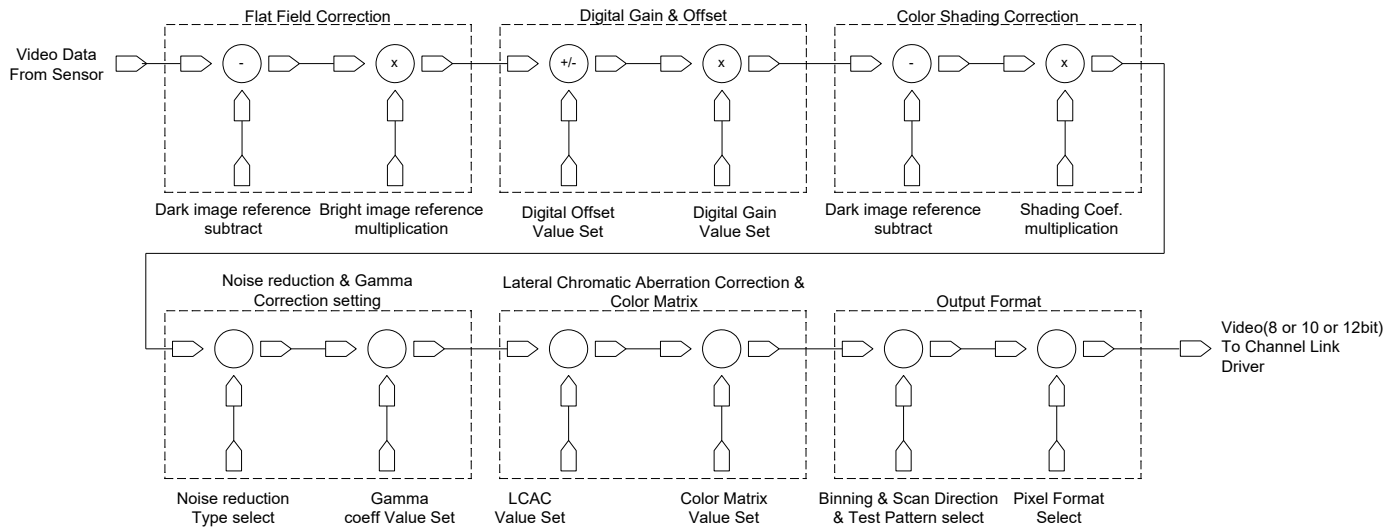 Flat Field Correction
Digital Gain & Offset
Color Shading Correction
Video Data
From Sensor
-
x
+/-
x
-
x
Dark image reference
subtract
Bright image reference
multiplication
Digital Offset
Value Set
Digital Gain
Value Set
Dark image reference
subtract
Shading Coef.
multiplication
Noise reduction & Gamma
Correction setting
Lateral Chromatic Aberration Correction &
Color Matrix
Output Format
Video(8 or 10 or 12bit)
To Channel Link
Driver
Noise reduction
Type select
Gamma
coeff Value Set
LCAC
Value Set
Color Matrix
Value Set
Binning & Scan Direction
& Test Pattern select
Pixel Format
Select